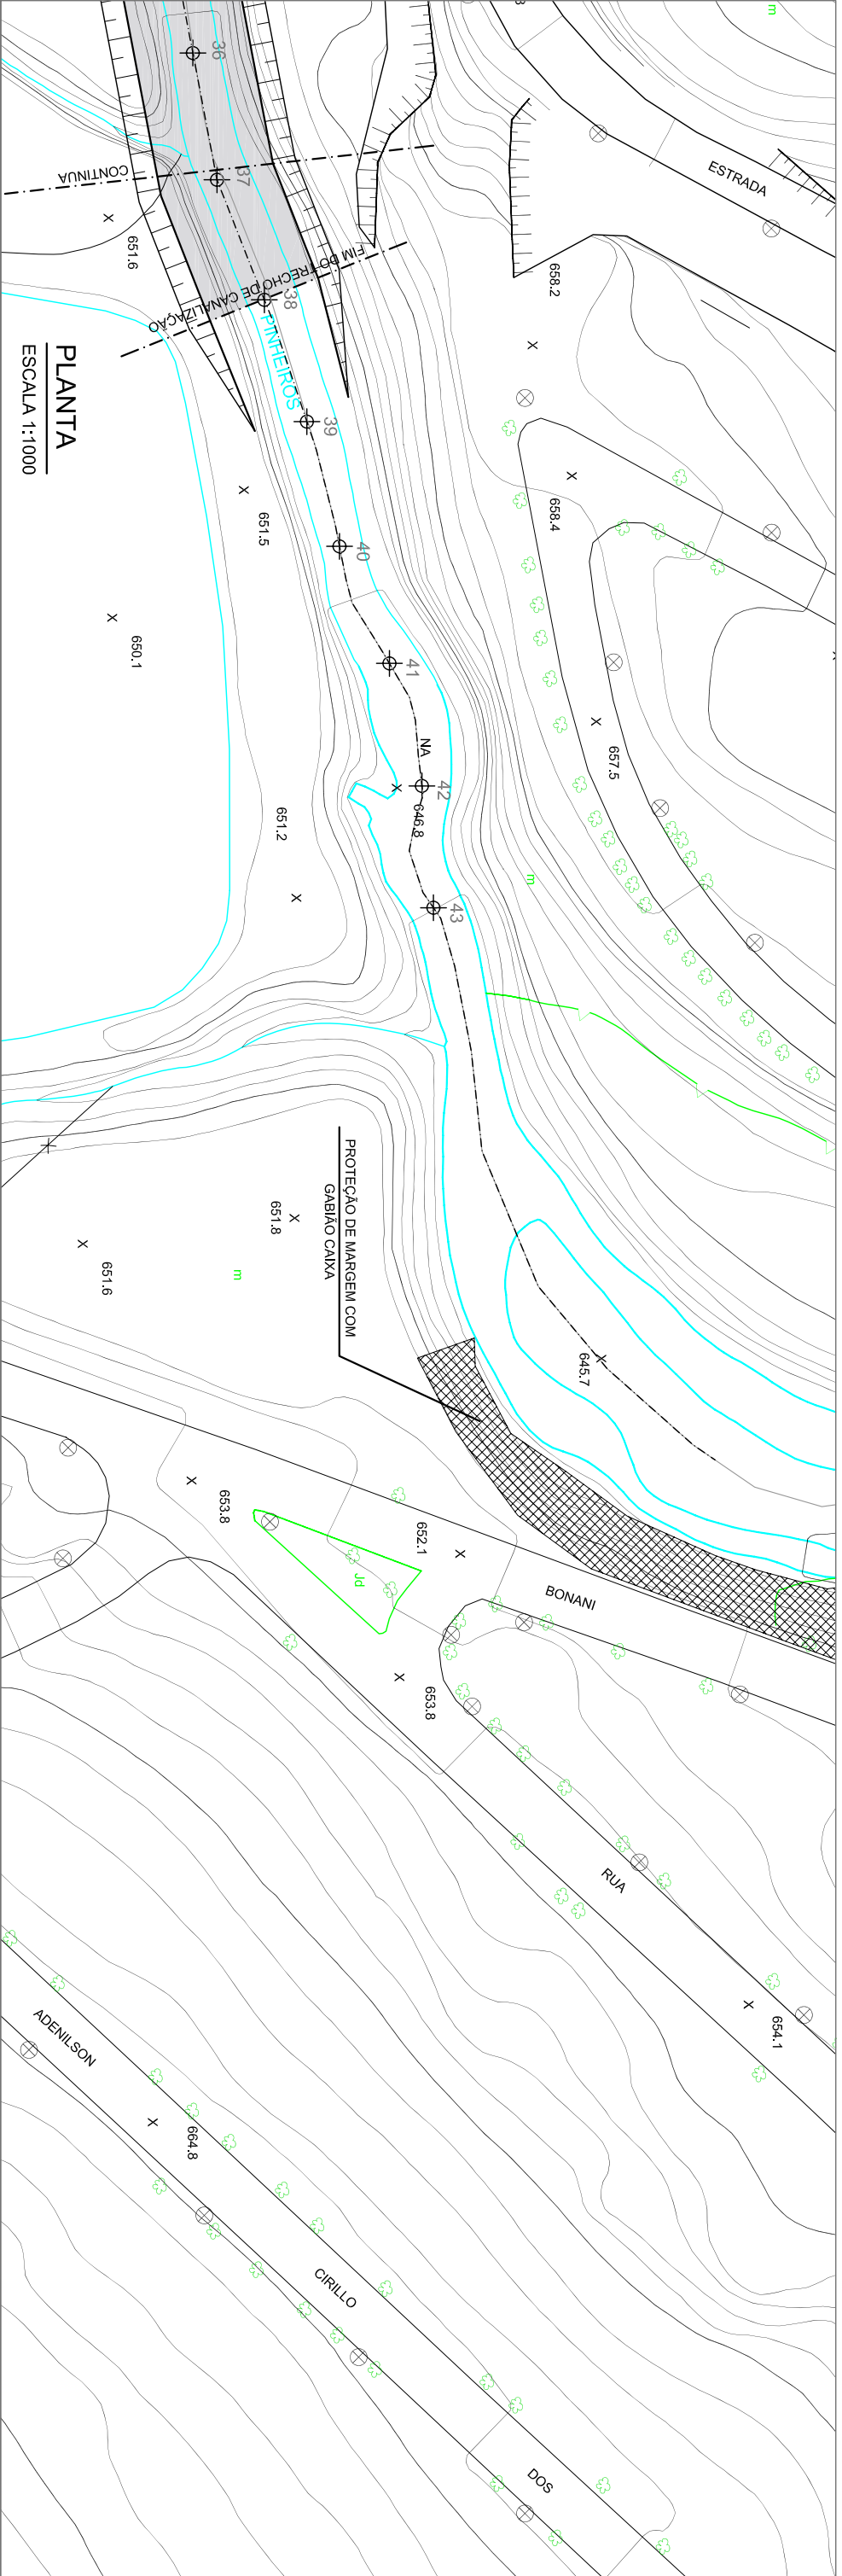 36
37
CONTINUA
651.6
FIM DO TRECHO DE CANALIZAÇÃO
38
PINHEIROS
39
PLANTA
ESCALA 1:1000
ESTRADA
m
658.2
658.4
651.5
40
650.1
41
NA
42
646.8
657.5
651.2
m
43
PROTEÇÃO DE MARGEM COM
GABIÃO CAIXA
651.8
m
651.6
645.7
653.8
652.1
Jd
BONANI
653.8
RUA
654.1
ADENILSON
664.8
CIRILLO
DOS